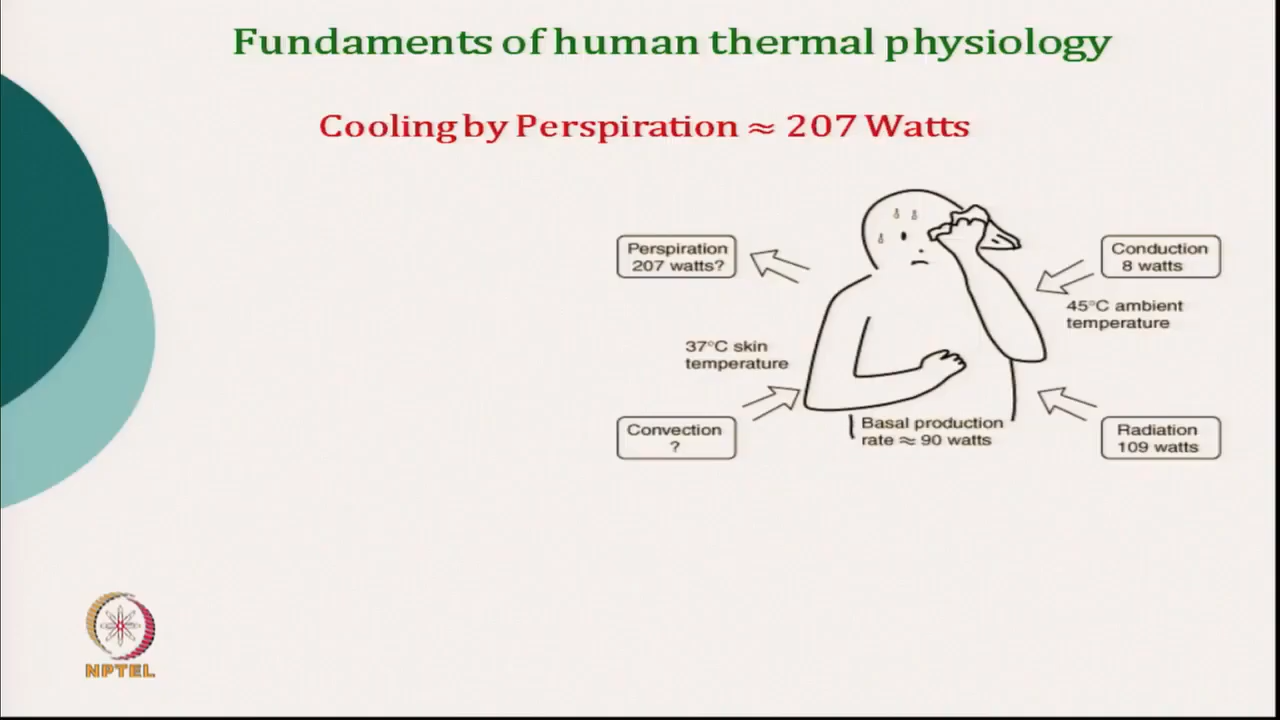 Fundaments of human thermal physiology
Cooling by Perspiration ≈ 207 Watts
Perspiration
207 watts?
Conduction
8 watts
45°C ambient
temperature
37°C skin
temperature
Convection
?
Basal production
rate ≈ 90 watts
Radiation
109 watts
NPTEL